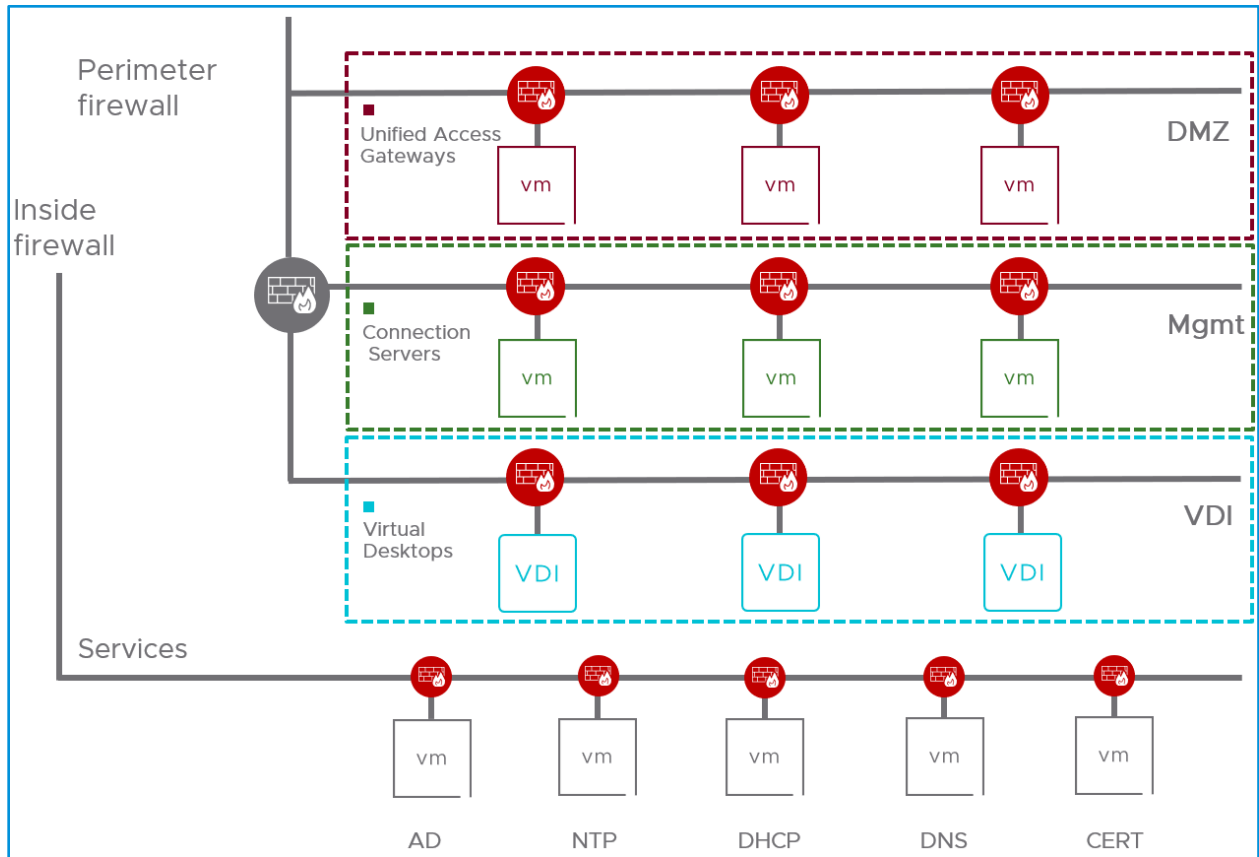 Perimeter
firewall
Unified Access
Gateways
DMZ
vm
vm
vm
Inside
firewall
Connection
Servers
Mgmt
vm
vm
vm
Virtual
Desktops
VDI
VDI
VDI
VDI
Services
vm
vm
vm
vm
vm
AD
NTP
DHCP
DNS
CERT